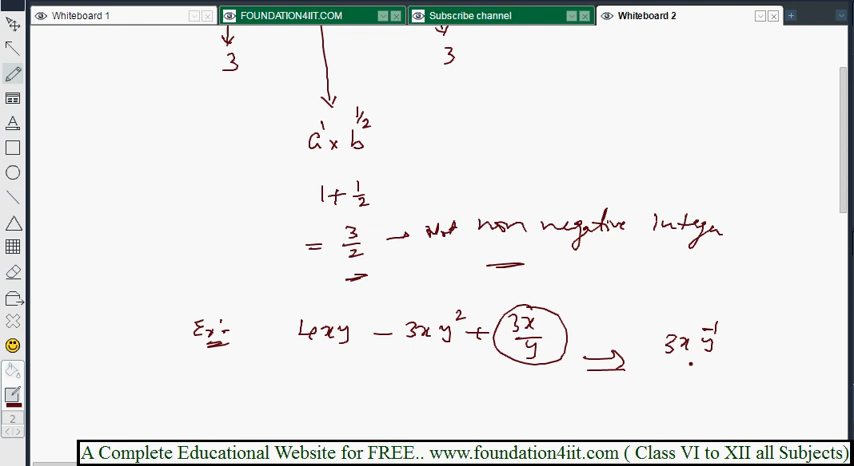 Whiteboard 1 FOUNDATION4IIT.COM Subscribe channel Whiteboard 2
3 3
a¹ × b^1/2
1 + 1/2
= 3/2 → Not non negative Integer
Ex:- 4xy - 3xy² + 3x/y ⇒ 3x y⁻¹
2
A Complete Educational Website for FREE.. www.foundation4iit.com ( Class VI to XII all Subjects)